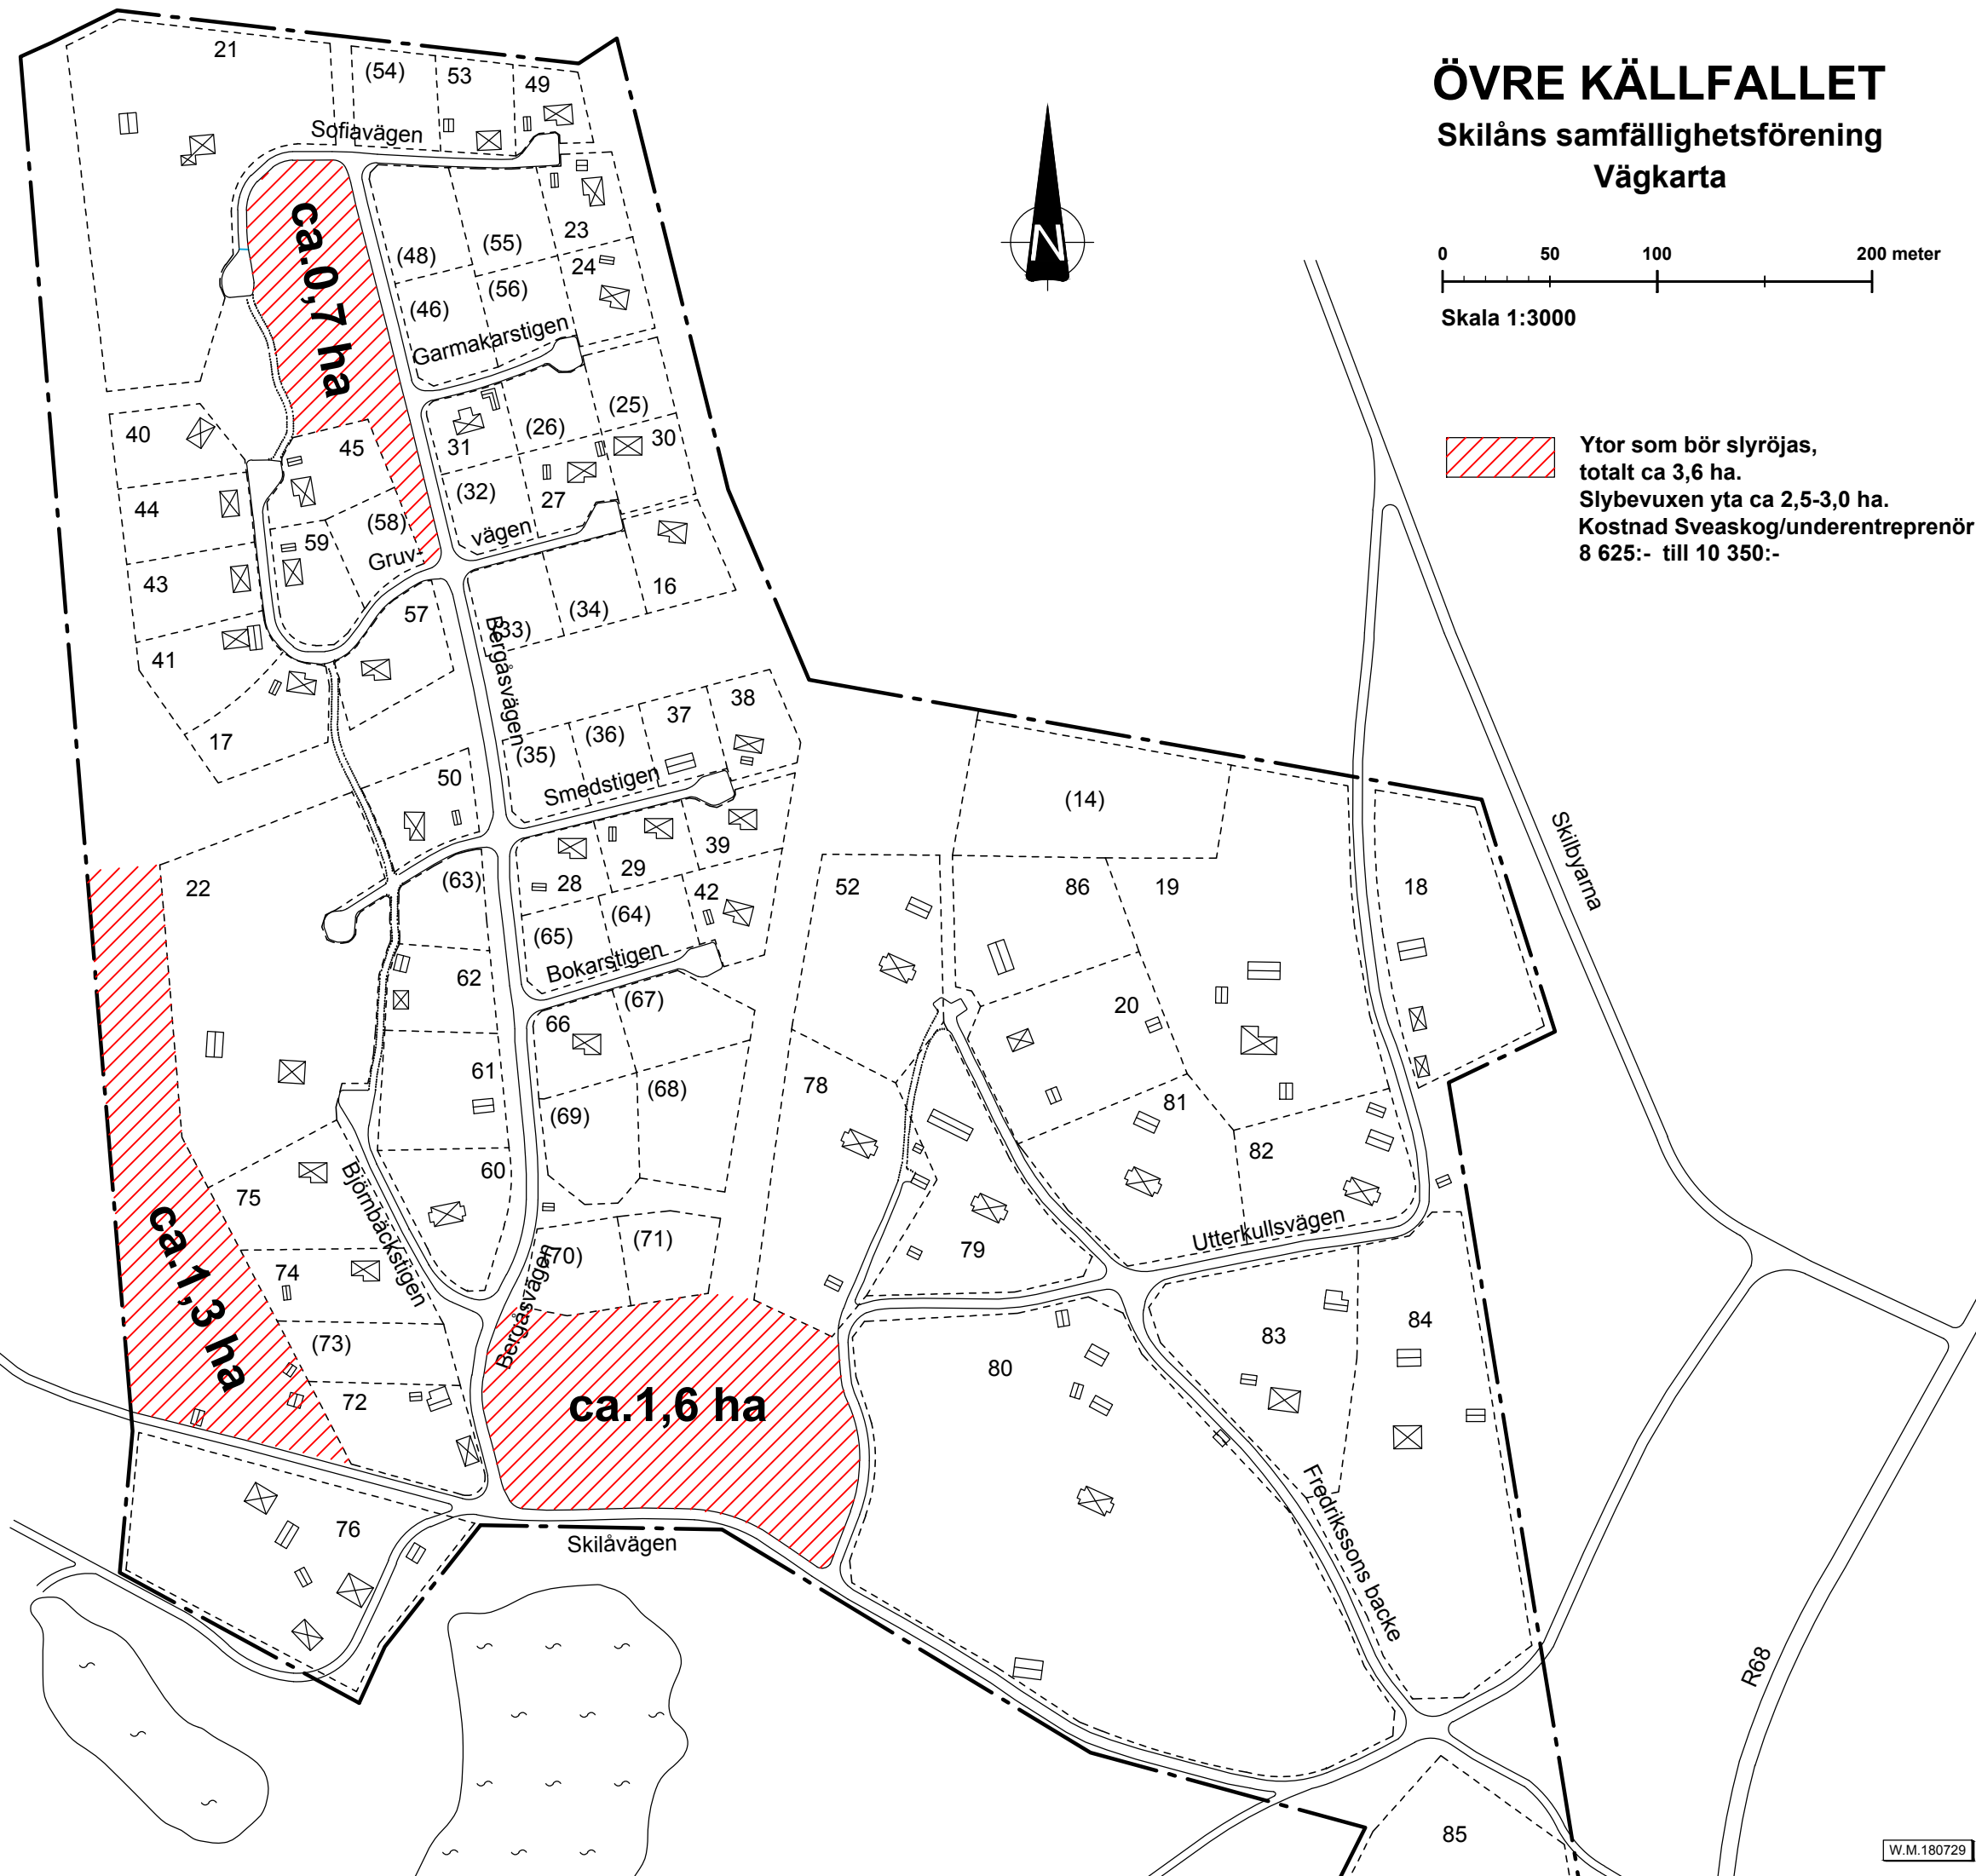 ÖVRE KÄLLFALLET
Skilåns samfällighetsförening
Vägkarta
0 50 100 200 meter
Skala 1:3000
Ytor som bör slyröjas,
totalt ca 3,6 ha.
Slybevuxen yta ca 2,5-3,0 ha.
Kostnad Sveaskog/underentreprenör
8 625:- till 10 350:-
N
21
(54)
53
49
Sofiavägen
ca.0,7 ha
(48)
(55)
23
24
(46)
(56)
Garmakarstigen
40
45
31
(26)
(25)
30
44
(32)
27
(58)
59
vägen
Gruv-
43
57
(34)
16
(33)
41
Bergåsvägen
17
38
37
(36)
(35)
50
Smedstigen
(14)
Skilbyarna
22
(63)
28
29
39
42
52
86
19
18
(64)
(65)
Bokarstigen
62
(67)
66
20
61
(68)
78
(69)
81
60
82
75
Björnbäckstigen
ca.1,3 ha
(70)
(71)
79
Utterkullsvägen
74
Bergåsvägen
(73)
83
84
72
80
ca.1,6 ha
76
Skilåvägen
Fredrikssons backe
R68
85
W.M.180729